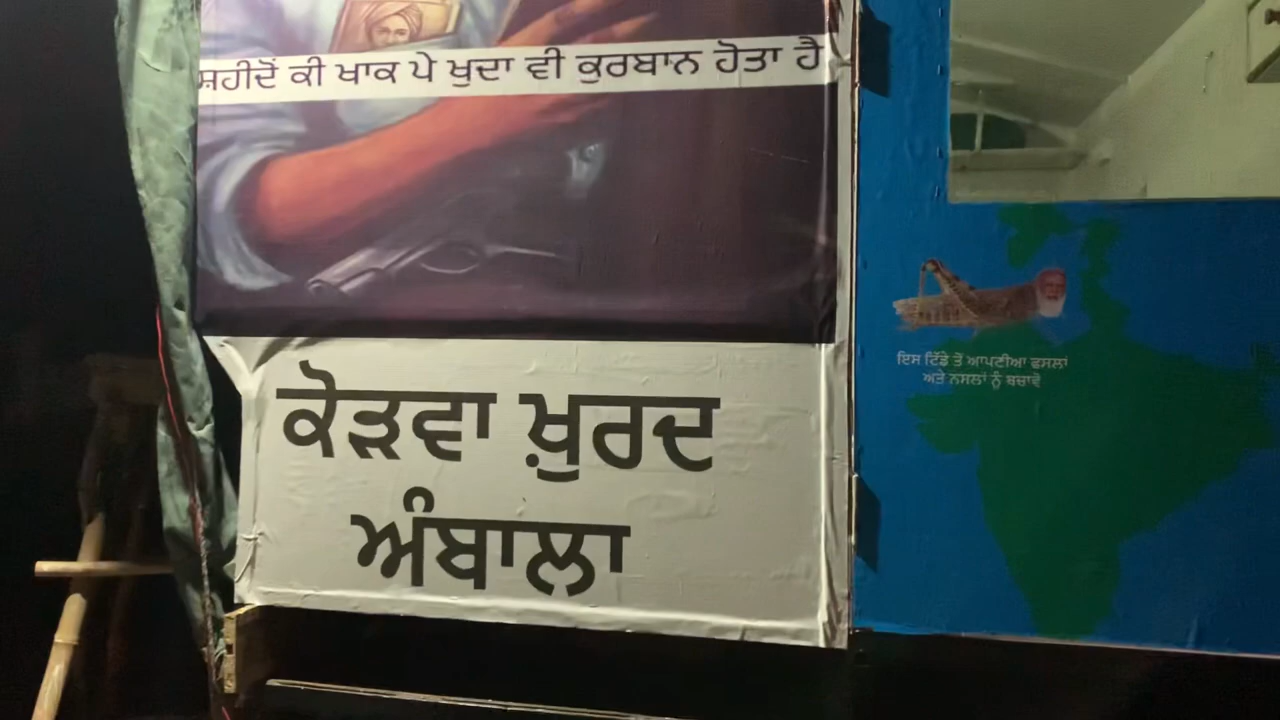 ਸ਼ਹੀਦੋਂ ਕੀ ਖਾਕ ਪੇ ਖੁਦਾ ਵੀ ਕੁਰਬਾਨ ਹੋਤਾ ਹੈ
ਕੋੜਵਾ ਖ਼ੁਰਦ
ਅੰਬਾਲਾ
ਇਸ ਟਿੱਡੇ ਤੋਂ ਆਪਣੀਆ ਫਸਲਾਂ
ਅਤੇ ਨਸਲਾਂ ਨੂੰ ਬਚਾਵੋ